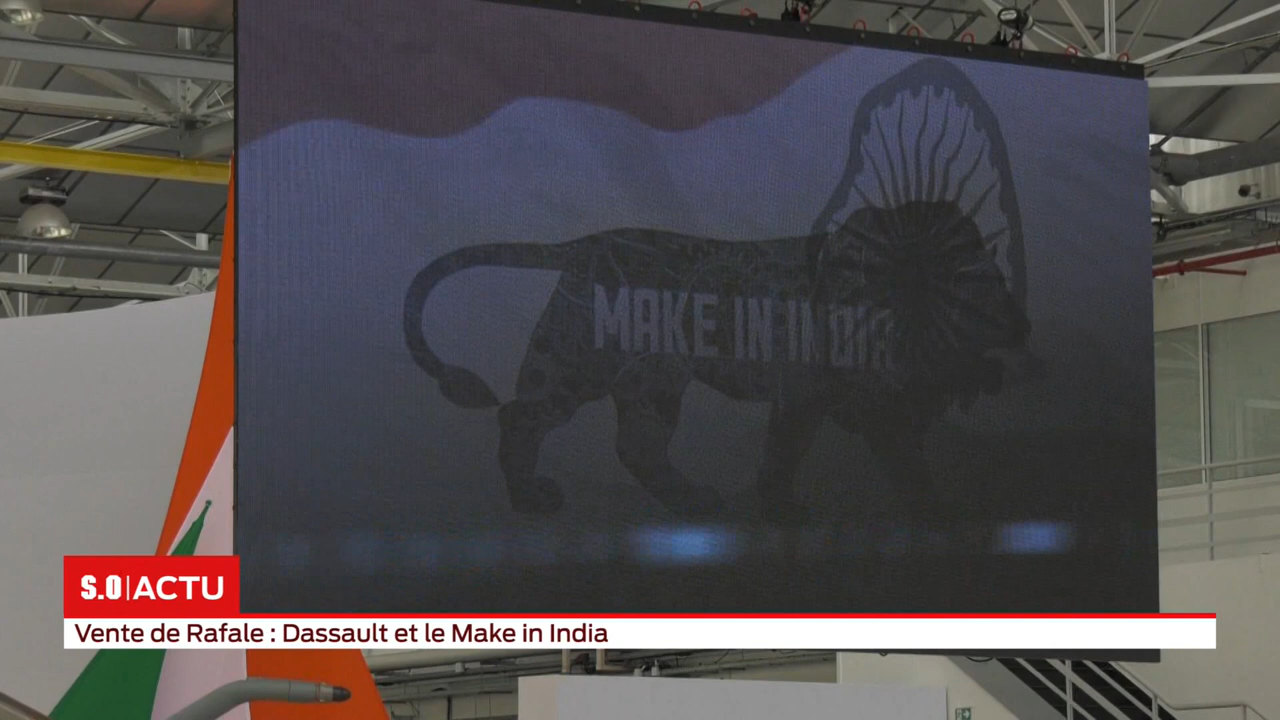 MAKE IN INDIA
S.O ACTU
Vente de Rafale : Dassault et le Make in India